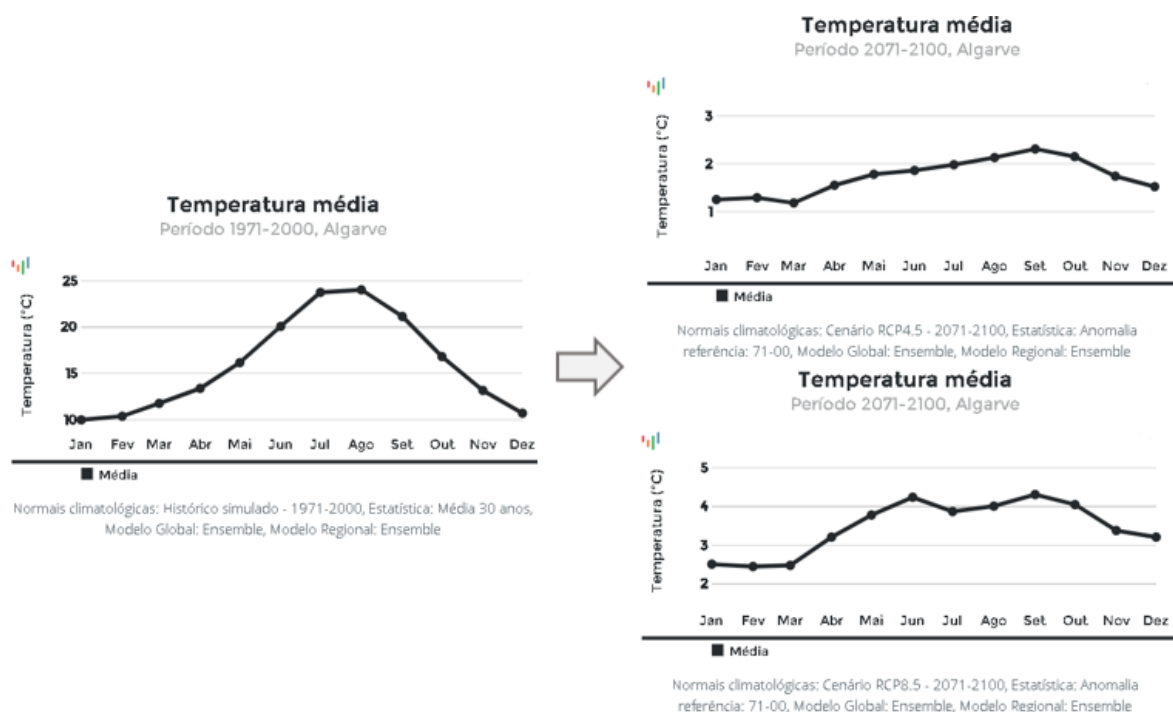 Temperatura média
Período 1971-2000, Algarve
Temperatura (°C)
25
20
15
10
Jan Fev Mar Abr Mai Jun Jul Ago Set Out Nov Dez
Média
Normais climatológicas: Histórico simulado - 1971-2000, Estatística: Média 30 anos,
Modelo Global: Ensemble, Modelo Regional: Ensemble
Temperatura média
Período 2071-2100, Algarve
Temperatura (°C)
3
2
1
Jan Fev Mar Abr Mai Jun Jul Ago Set Out Nov Dez
Média
Normais climatológicas: Cenário RCP4.5 - 2071-2100, Estatística: Anomalia
referência: 71-00, Modelo Global: Ensemble, Modelo Regional: Ensemble
Temperatura média
Período 2071-2100, Algarve
Temperatura (°C)
5
4
3
2
Jan Fev Mar Abr Mai Jun Jul Ago Set Out Nov Dez
Média
Normais climatológicas: Cenário RCP8.5 - 2071-2100, Estatística: Anomalia
referência: 71-00, Modelo Global: Ensemble, Modelo Regional: Ensemble